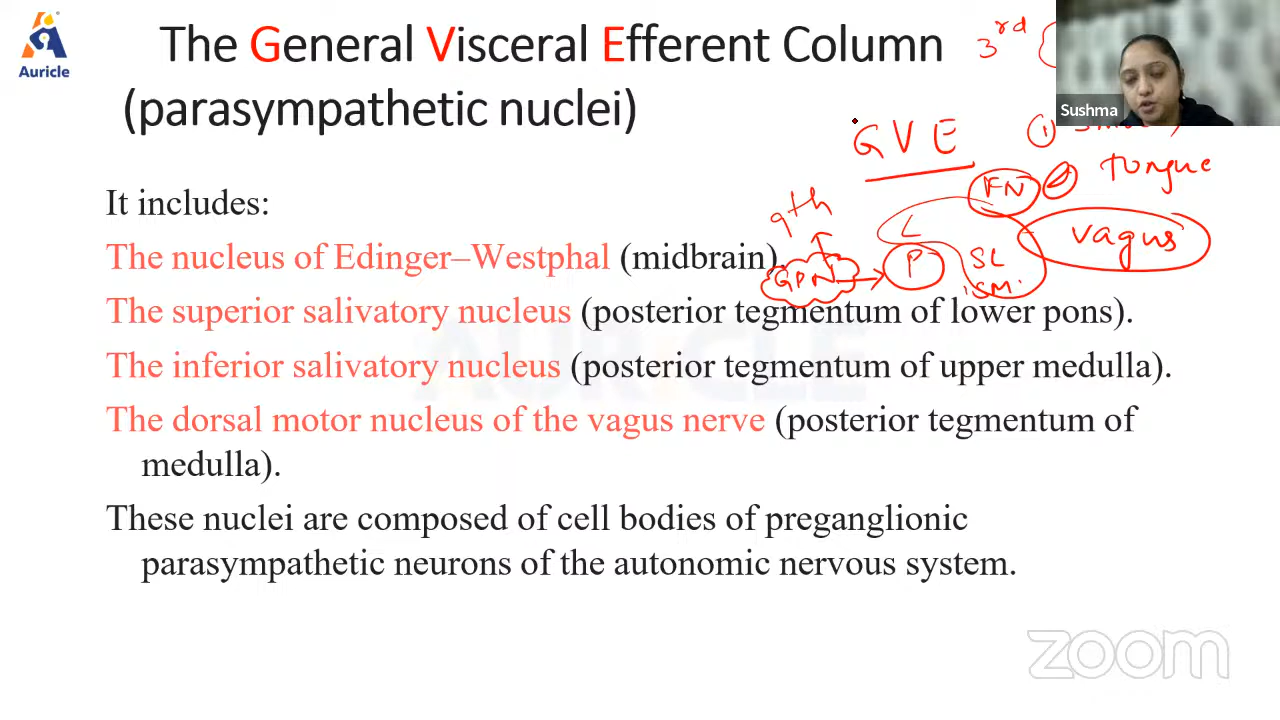 Auricle
The General Visceral Efferent Column
(parasympathetic nuclei)
3rd
Sushma
GVE
①
tongue
FN
9th
L
vagus
GPN
P
SL
SM
It includes:
The nucleus of Edinger–Westphal (midbrain).
The superior salivatory nucleus (posterior tegmentum of lower pons).
The inferior salivatory nucleus (posterior tegmentum of upper medulla).
The dorsal motor nucleus of the vagus nerve (posterior tegmentum of
medulla).
These nuclei are composed of cell bodies of preganglionic
parasympathetic neurons of the autonomic nervous system.
AURICLE
zoom